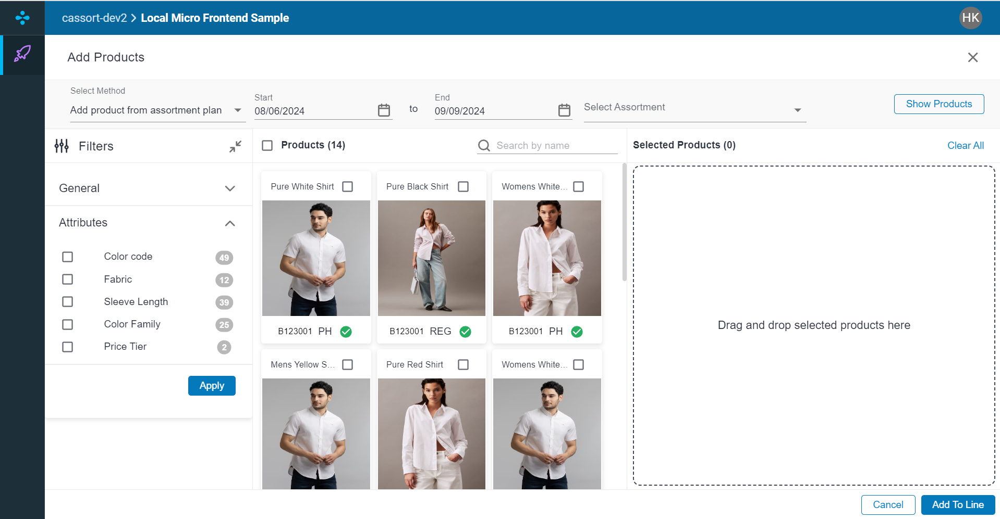 cassort-dev2 > Local Micro Frontend Sample
HK
Add Products
Select Method
Add product from assortment plan
Start
08/06/2024
to
End
09/09/2024
Select Assortment
Show Products
Filters
General
Attributes
Color code 49
Fabric 12
Sleeve Length 39
Color Family 25
Price Tier 2
Apply
Products (14)
Search by name
Pure White Shirt
Pure Black Shirt
Womens White...
B123001 PH
B123001 REG
B123001 PH
Mens Yellow S...
Pure Red Shirt
Womens White...
Selected Products (0)
Clear All
Drag and drop selected products here
Cancel
Add To Line